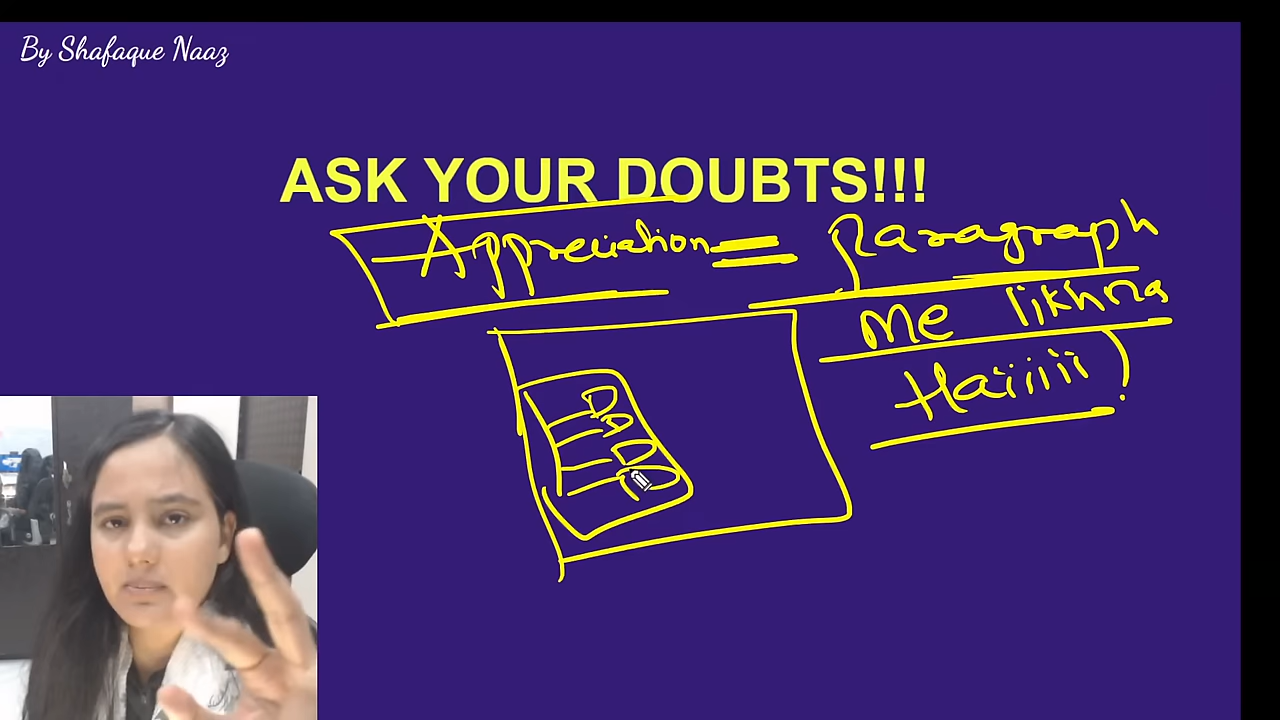 By Shafaque Naaz
ASK YOUR DOUBTS!!!
Appreciation = Paragraph
Me likhna
Haiiiii!
D
A
D
D